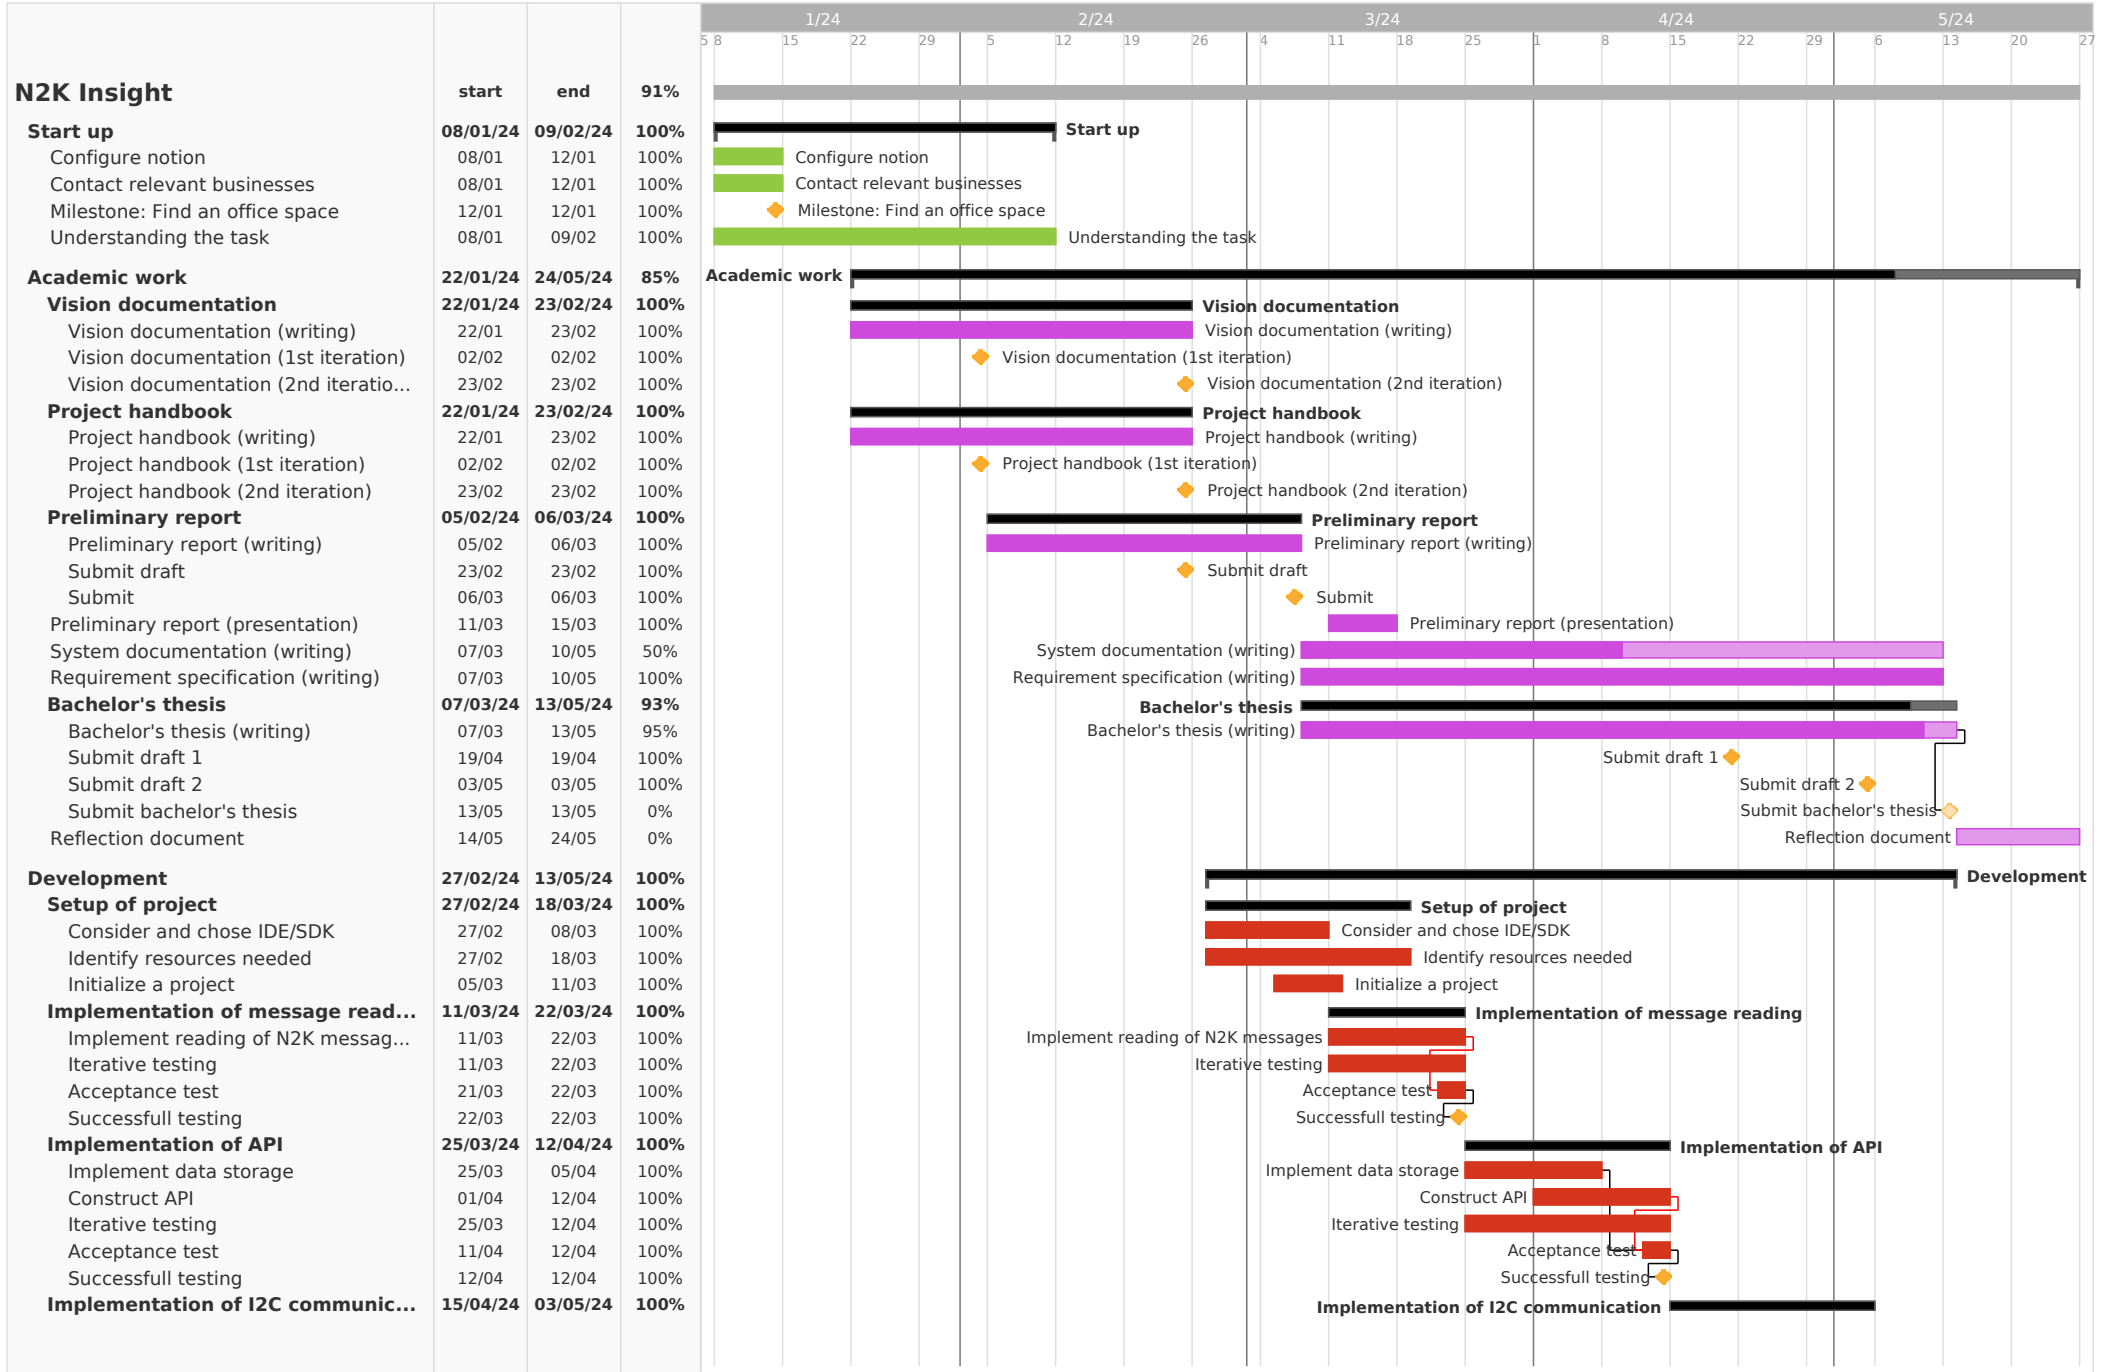 1/24 2/24 3/24 4/24 5/24
5 8 15 22 29 5 12 19 26 4 11 18 25 1 8 15 22 29 6 13 20 27
N2K Insight start end 91%
Start up 08/01/24 09/02/24 100% Start up
Configure notion 08/01 12/01 100% Configure notion
Contact relevant businesses 08/01 12/01 100% Contact relevant businesses
Milestone: Find an office space 12/01 12/01 100% Milestone: Find an office space
Understanding the task 08/01 09/02 100% Understanding the task
Academic work 22/01/24 24/05/24 85% Academic work
Vision documentation 22/01/24 23/02/24 100% Vision documentation
Vision documentation (writing) 22/01 23/02 100% Vision documentation (writing)
Vision documentation (1st iteration) 02/02 02/02 100% Vision documentation (1st iteration)
Vision documentation (2nd iteratio... 23/02 23/02 100% Vision documentation (2nd iteration)
Project handbook 22/01/24 23/02/24 100% Project handbook
Project handbook (writing) 22/01 23/02 100% Project handbook (writing)
Project handbook (1st iteration) 02/02 02/02 100% Project handbook (1st iteration)
Project handbook (2nd iteration) 23/02 23/02 100% Project handbook (2nd iteration)
Preliminary report 05/02/24 06/03/24 100% Preliminary report
Preliminary report (writing) 05/02 06/03 100% Preliminary report (writing)
Submit draft 23/02 23/02 100% Submit draft
Submit 06/03 06/03 100% Submit
Preliminary report (presentation) 11/03 15/03 100% Preliminary report (presentation)
System documentation (writing) 07/03 10/05 50% System documentation (writing)
Requirement specification (writing) 07/03 10/05 100% Requirement specification (writing)
Bachelor's thesis 07/03/24 13/05/24 93% Bachelor's thesis
Bachelor's thesis (writing) 07/03 13/05 95% Bachelor's thesis (writing)
Submit draft 1 19/04 19/04 100% Submit draft 1
Submit draft 2 03/05 03/05 100% Submit draft 2
Submit bachelor's thesis 13/05 13/05 0% Submit bachelor's thesis
Reflection document 14/05 24/05 0% Reflection document
Development 27/02/24 13/05/24 100% Development
Setup of project 27/02/24 18/03/24 100% Setup of project
Consider and chose IDE/SDK 27/02 08/03 100% Consider and chose IDE/SDK
Identify resources needed 27/02 18/03 100% Identify resources needed
Initialize a project 05/03 11/03 100% Initialize a project
Implementation of message read... 11/03/24 22/03/24 100% Implementation of message reading
Implement reading of N2K messag... 11/03 22/03 100% Implement reading of N2K messages
Iterative testing 11/03 22/03 100% Iterative testing
Acceptance test 21/03 22/03 100% Acceptance test
Successfull testing 22/03 22/03 100% Successfull testing
Implementation of API 25/03/24 12/04/24 100% Implementation of API
Implement data storage 25/03 05/04 100% Implement data storage
Construct API 01/04 12/04 100% Construct API
Iterative testing 25/03 12/04 100% Iterative testing
Acceptance test 11/04 12/04 100% Acceptance test
Successfull testing 12/04 12/04 100% Successfull testing
Implementation of I2C communic... 15/04/24 03/05/24 100% Implementation of I2C communication